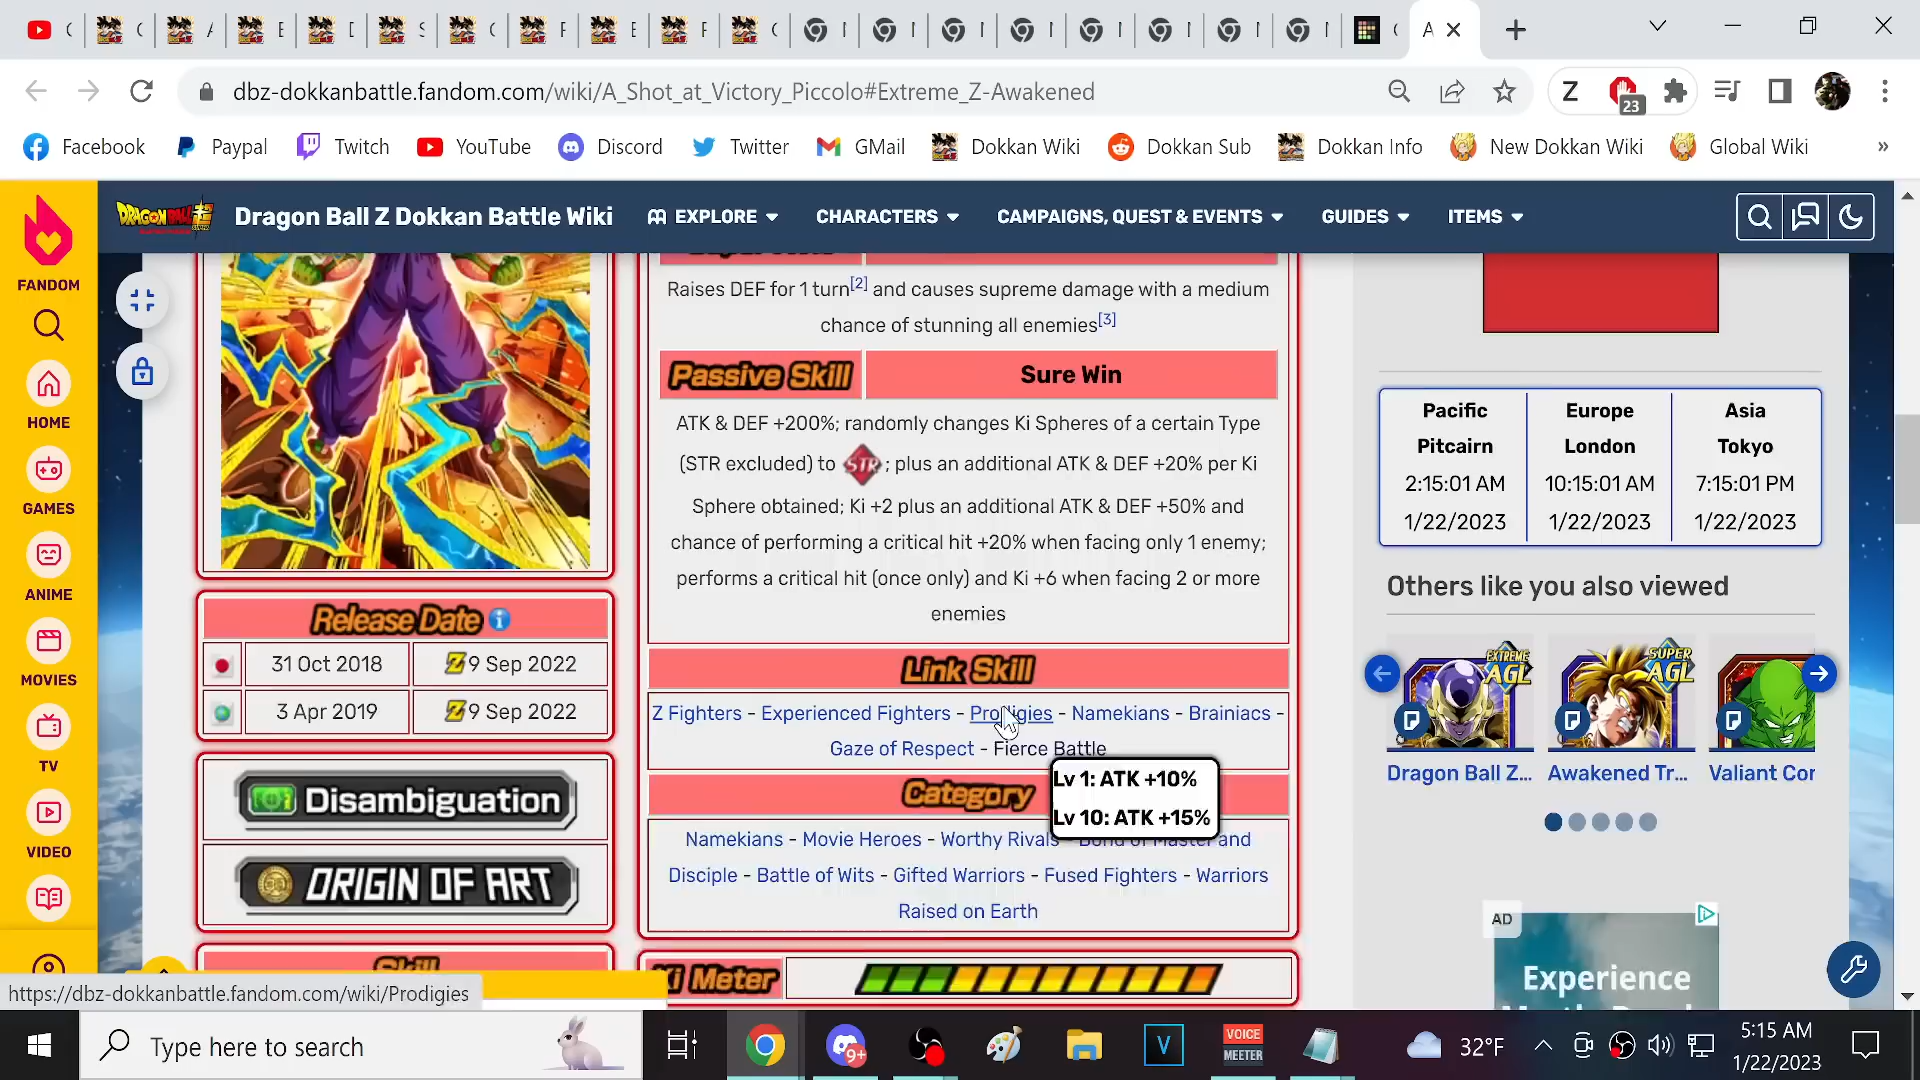 dbz-dokkanbattle.fandom.com/wiki/A_Shot_at_Victory_Piccolo#Extreme_Z-Awakened
Z
23
Facebook Paypal Twitch YouTube Discord Twitter GMail Dokkan Wiki Dokkan Sub Dokkan Info New Dokkan Wiki Global Wiki »
Dragon Ball Z Dokkan Battle Wiki EXPLORE CHARACTERS CAMPAIGNS, QUEST & EVENTS GUIDES ITEMS
FANDOM
HOME
GAMES
ANIME
MOVIES
TV
VIDEO
Raises DEF for 1 turn[2] and causes supreme damage with a medium
chance of stunning all enemies[3]
Passive Skill Sure Win
ATK & DEF +200%; randomly changes Ki Spheres of a certain Type
(STR excluded) to STR; plus an additional ATK & DEF +20% per Ki
Sphere obtained; Ki +2 plus an additional ATK & DEF +50% and
chance of performing a critical hit +20% when facing only 1 enemy;
performs a critical hit (once only) and Ki +6 when facing 2 or more
enemies
Link Skill
Z Fighters - Experienced Fighters - Prodigies - Namekians - Brainiacs -
Gaze of Respect - Fierce Battle
Lv 1: ATK +10%
Lv 10: ATK +15%
Category
Namekians - Movie Heroes - Worthy Rivals - Bond of Master and
Disciple - Battle of Wits - Gifted Warriors - Fused Fighters - Warriors
Raised on Earth
Ki Meter
Release Date
31 Oct 2018 Z 9 Sep 2022
3 Apr 2019 Z 9 Sep 2022
Disambiguation
ORIGIN OF ART
Skill
Pacific Europe Asia
Pitcairn London Tokyo
2:15:01 AM 10:15:01 AM 7:15:01 PM
1/22/2023 1/22/2023 1/22/2023
Others like you also viewed
EXTREME AGL
SUPER AGL
Dragon Ball Z... Awakened Tr... Valiant Cor
AD
Experience
https://dbz-dokkanbattle.fandom.com/wiki/Prodigies
Type here to search
9+
V
VOICE MEETER
32°F
5:15 AM
1/22/2023